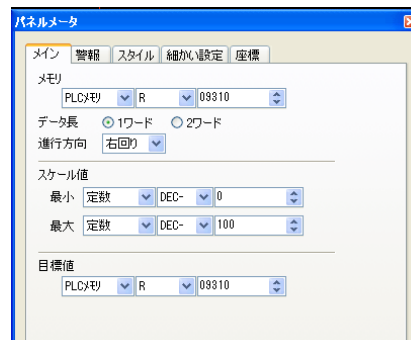 パネルメータ
メイン 警報 スタイル 細かい設定 座標
メモリ
PLCメモリ R 09310
データ長 1ワード 2ワード
進行方向 右回り
スケール値
最小 定数 DEC- 0
最大 定数 DEC- 100
目標値
PLCメモリ R 09310